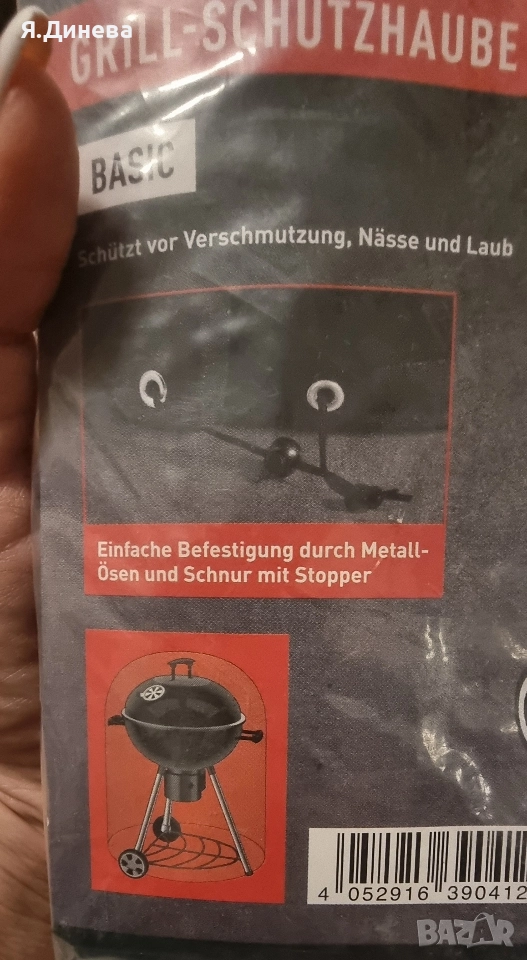 Я.Динева
GRILL-SCHUTZHAUBE
BASIC
Schützt vor Verschmutzung, Nässe und Laub
Einfache Befestigung durch Metall-
Ösen und Schnur mit Stopper
4 052916 390412
BAZAR